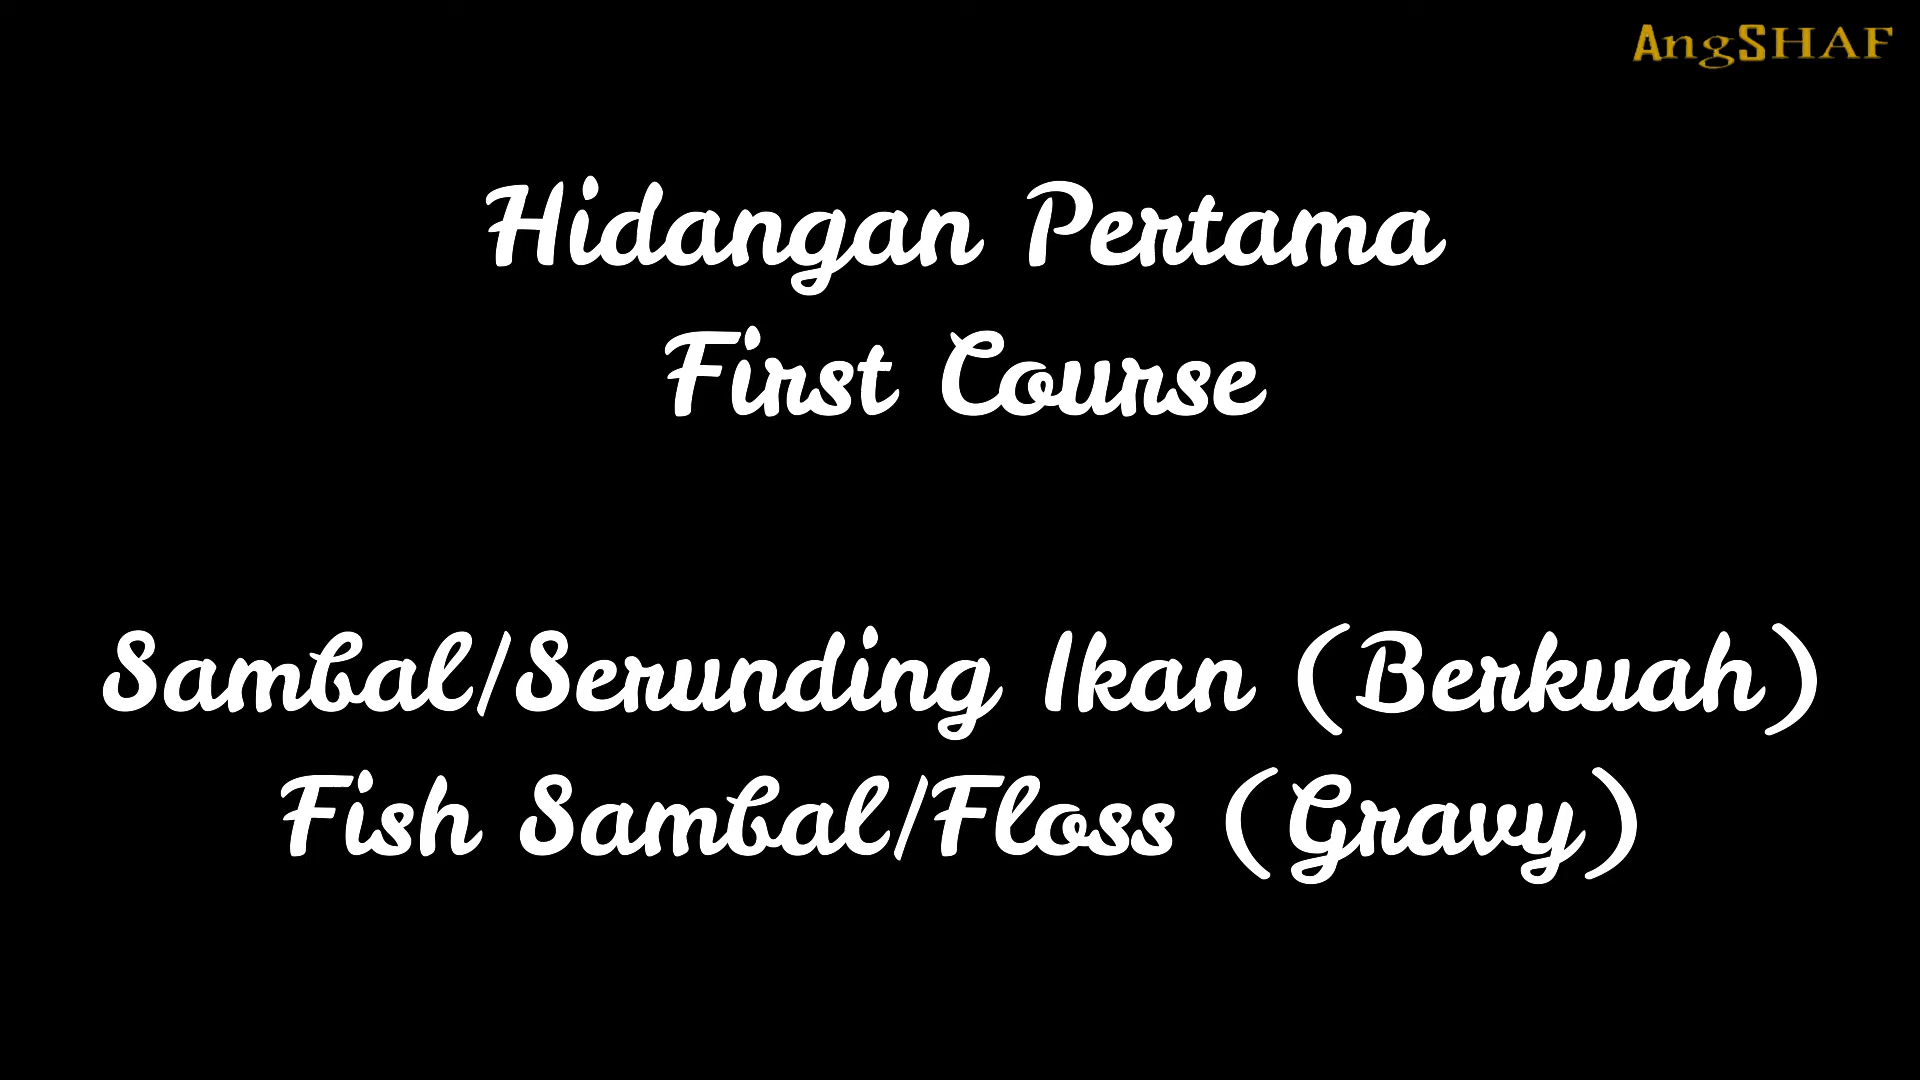 AngSHAF
Hidangan Pertama
First Course
Sambal/Serunding Ikan (Berkuah)
Fish Sambal/Floss (Gravy)